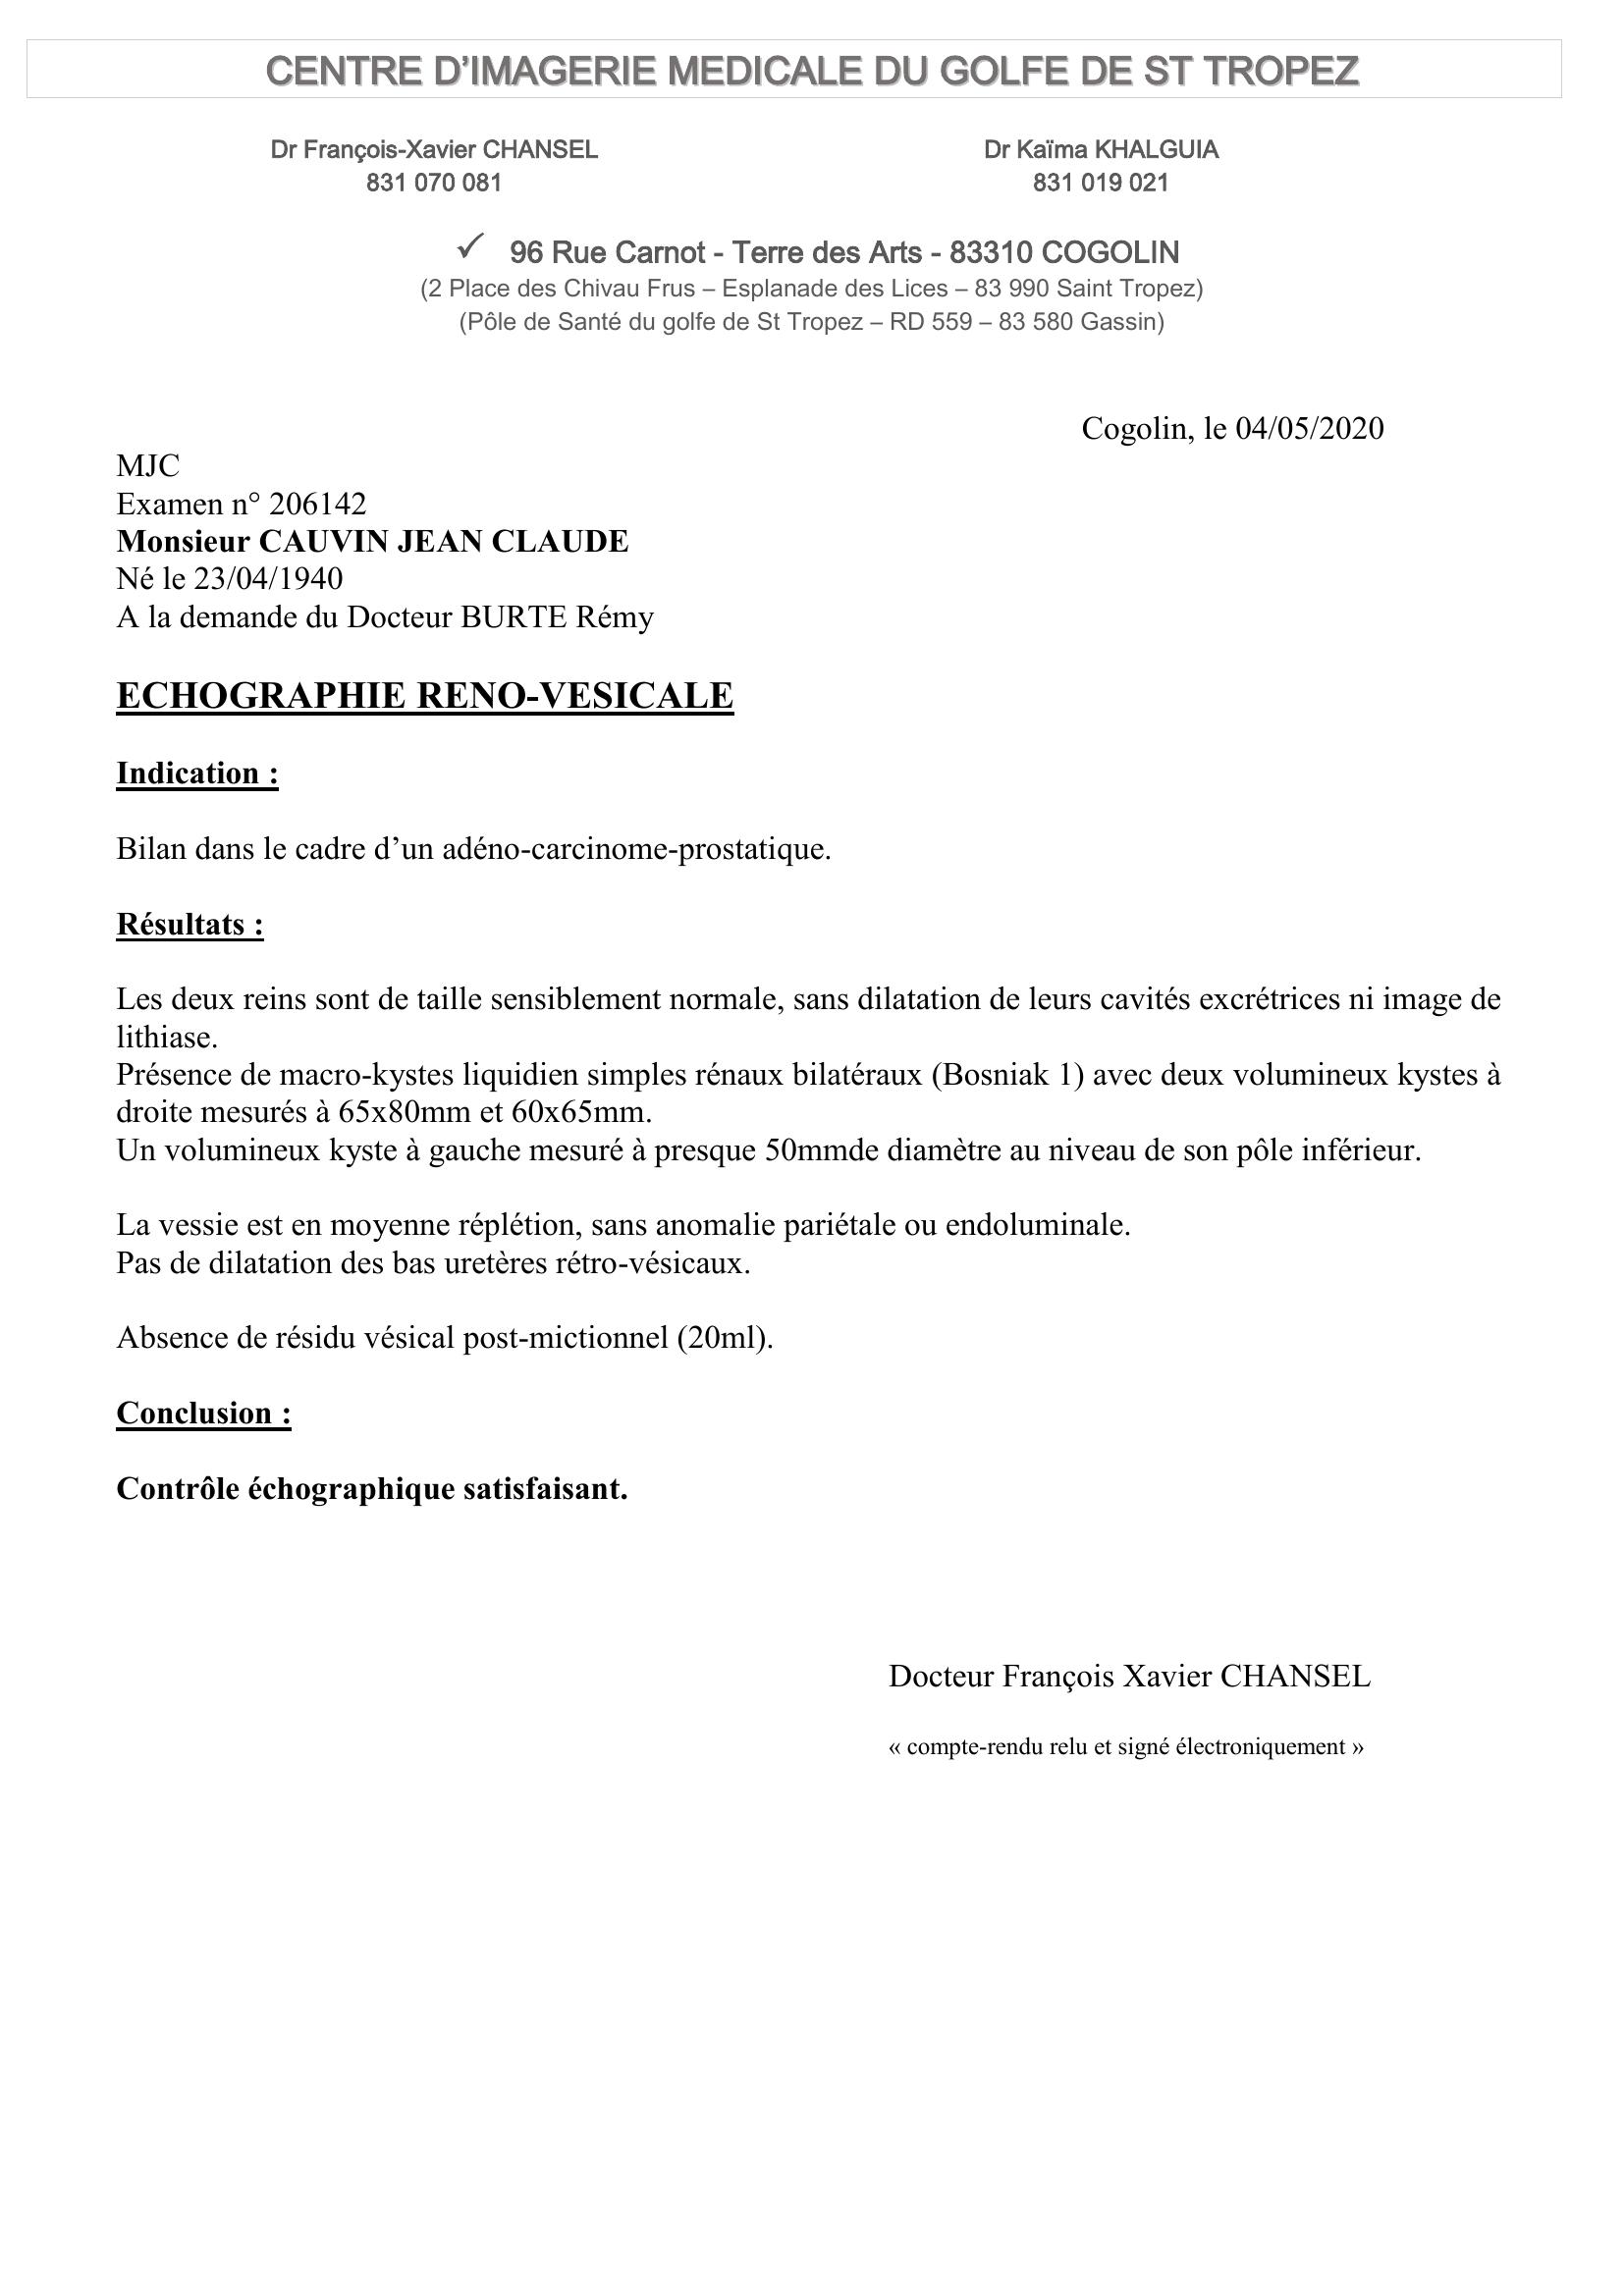 CENTRE D’IMAGERIE MEDICALE DU GOLFE DE ST TROPEZ
Dr François-Xavier CHANSEL
831 070 081
Dr Kaïma KHALGUIA
831 019 021
✓ 96 Rue Carnot - Terre des Arts - 83310 COGOLIN
(2 Place des Chivau Frus – Esplanade des Lices – 83 990 Saint Tropez)
(Pôle de Santé du golfe de St Tropez – RD 559 – 83 580 Gassin)
Cogolin, le 04/05/2020
MJC
Examen n° 206142
Monsieur CAUVIN JEAN CLAUDE
Né le 23/04/1940
A la demande du Docteur BURTE Rémy
ECHOGRAPHIE RENO-VESICALE
Indication :
Bilan dans le cadre d’un adéno-carcinome-prostatique.
Résultats :
Les deux reins sont de taille sensiblement normale, sans dilatation de leurs cavités excrétrices ni image de
lithiase.
Présence de macro-kystes liquidien simples rénaux bilatéraux (Bosniak 1) avec deux volumineux kystes à
droite mesurés à 65x80mm et 60x65mm.
Un volumineux kyste à gauche mesuré à presque 50mmde diamètre au niveau de son pôle inférieur.
La vessie est en moyenne réplétion, sans anomalie pariétale ou endoluminale.
Pas de dilatation des bas uretères rétro-vésicaux.
Absence de résidu vésical post-mictionnel (20ml).
Conclusion :
Contrôle échographique satisfaisant.
Docteur François Xavier CHANSEL
« compte-rendu relu et signé électroniquement »